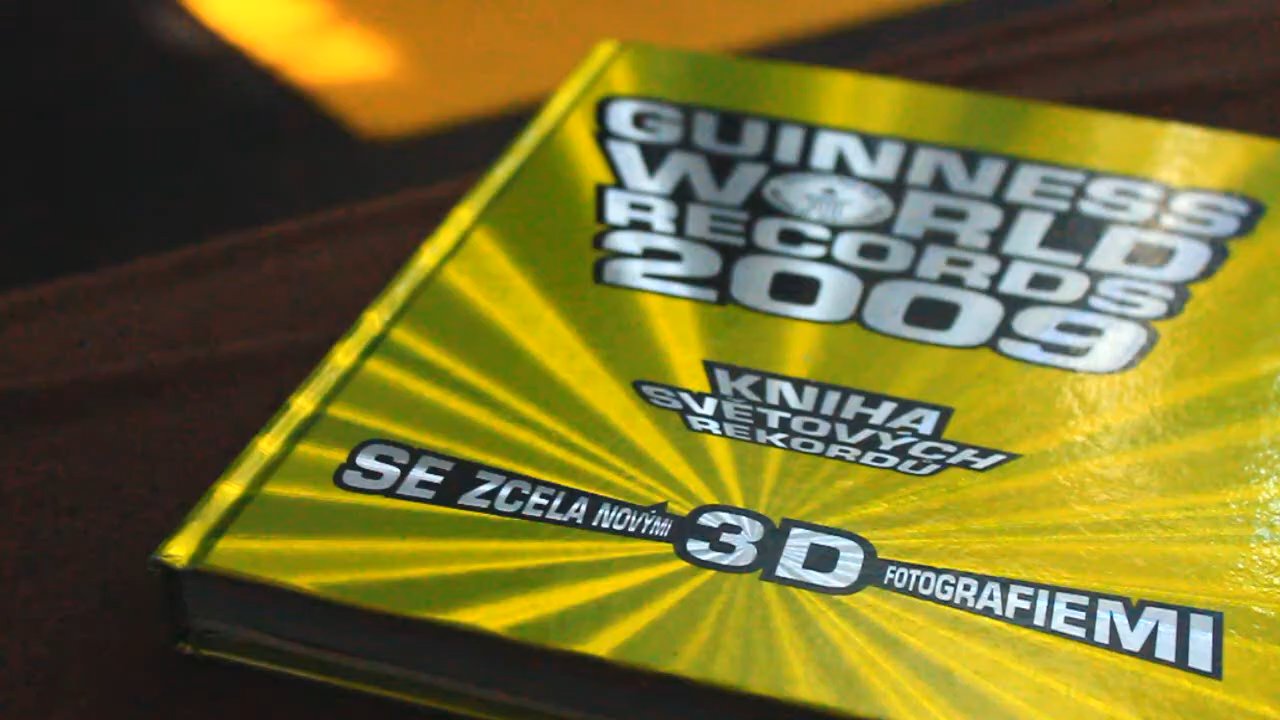 GUINNESS
WORLD
RECORDS
2009
KNIHA
SVĚTOVÝCH
REKORDŮ
SE ZCELA NOVÝMI 3D FOTOGRAFIEMI